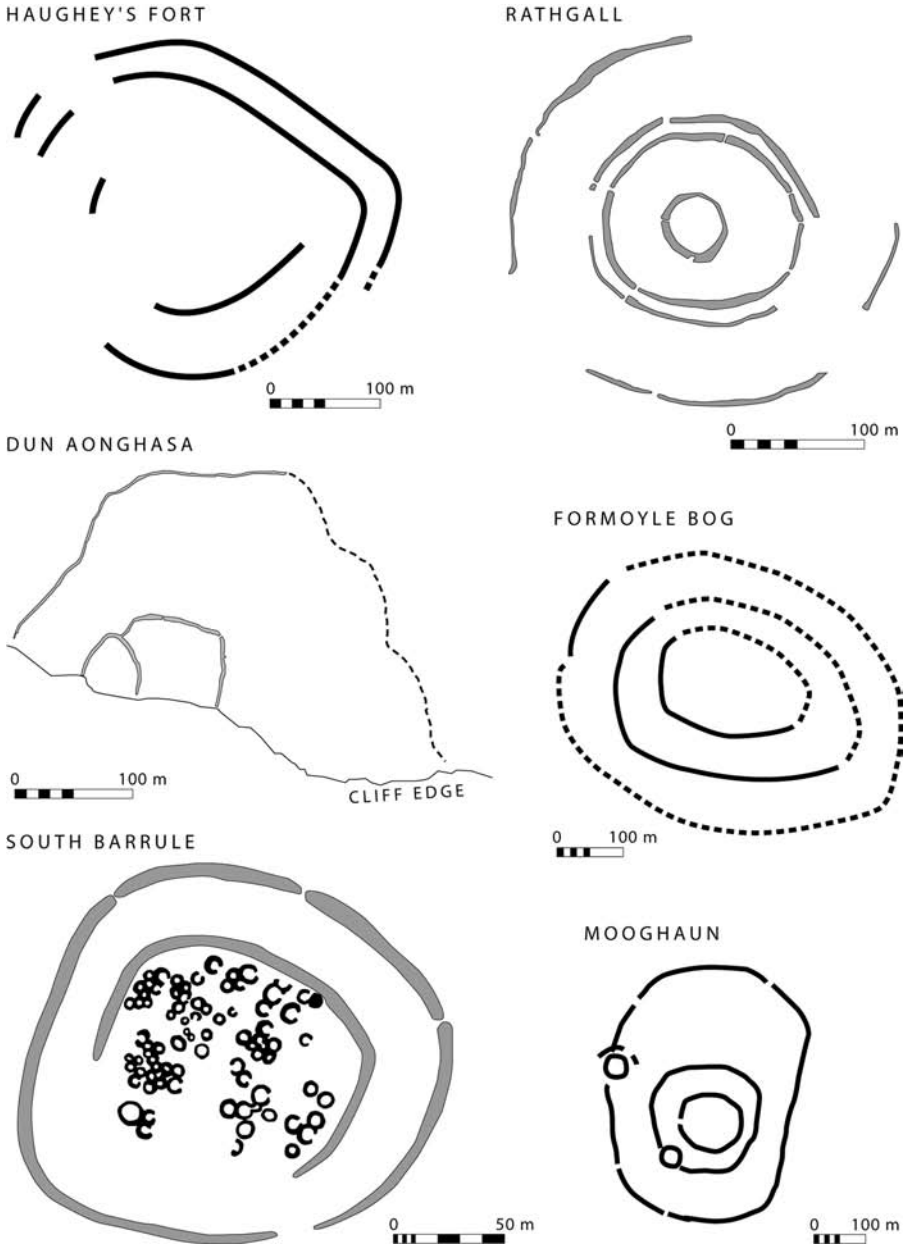 HAUGHEY'S FORT
0 100 m
RATHGALL
0 100 m
DUN AONGHASA
0 100 m
CLIFF EDGE
FORMOYLE BOG
0 100 m
SOUTH BARRULE
0 50 m
MOOGHAUN
0 100 m